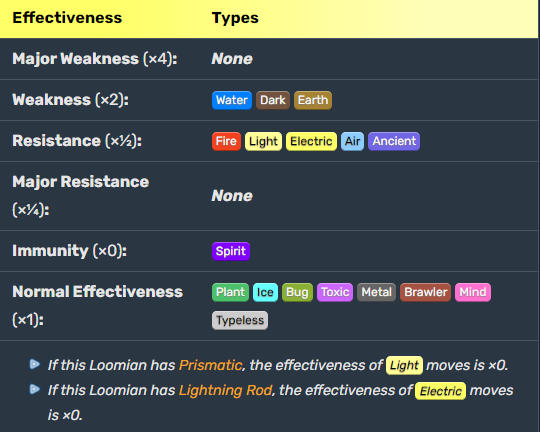 Effectiveness Types
Major Weakness (×4): None
Weakness (×2): Water Dark Earth
Resistance (×½): Fire Light Electric Air Ancient
Major Resistance
(×¼): None
Immunity (×0): Spirit
Normal Effectiveness Plant Ice Bug Toxic Metal Brawler Mind
(×1): Typeless
If this Loomian has Prismatic, the effectiveness of Light moves is ×0.
If this Loomian has Lightning Rod, the effectiveness of Electric moves
is ×0.